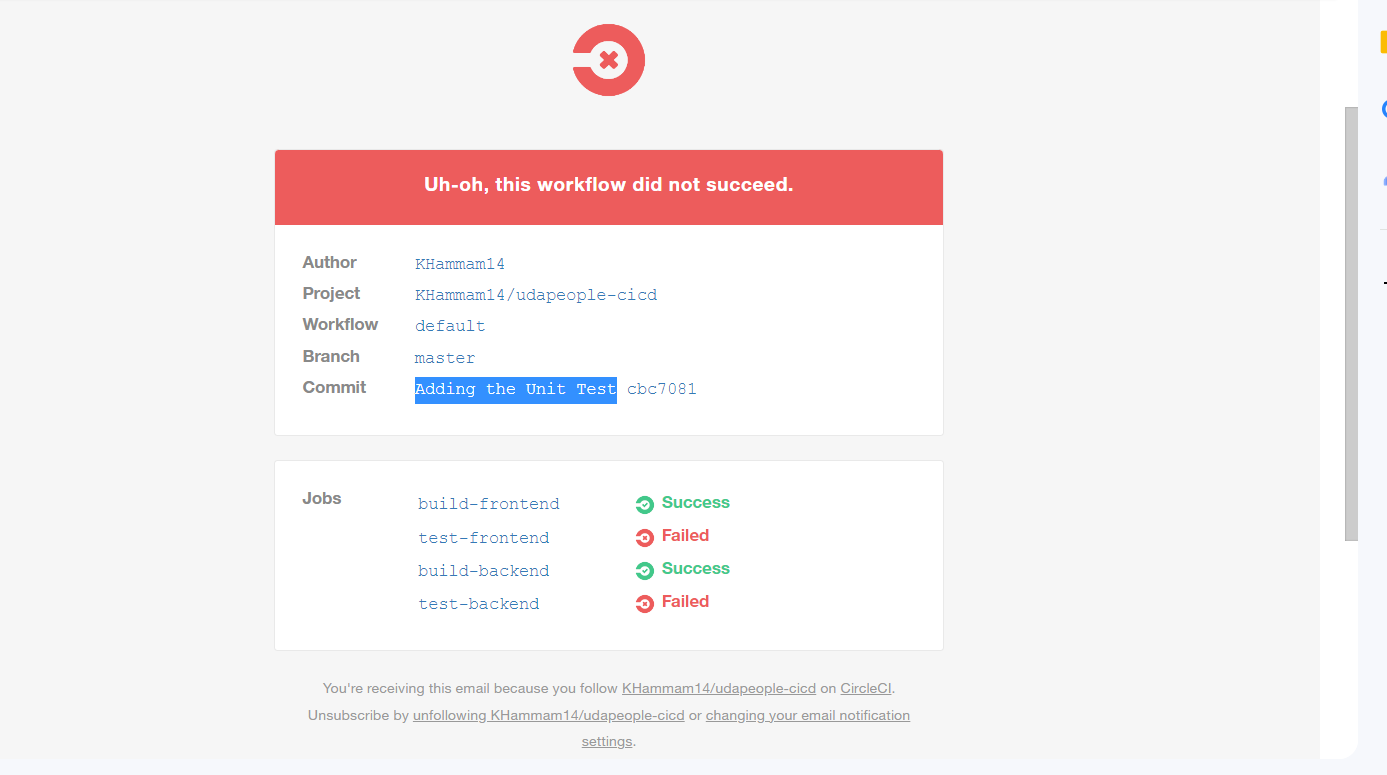 Uh-oh, this workflow did not succeed.
Author KHammam14
Project KHammam14/udapeople-cicd
Workflow default
Branch master
Commit Adding the Unit Test cbc7081
Jobs build-frontend Success
test-frontend Failed
build-backend Success
test-backend Failed
You're receiving this email because you follow KHammam14/udapeople-cicd on CircleCI.
Unsubscribe by unfollowing KHammam14/udapeople-cicd or changing your email notification
settings.